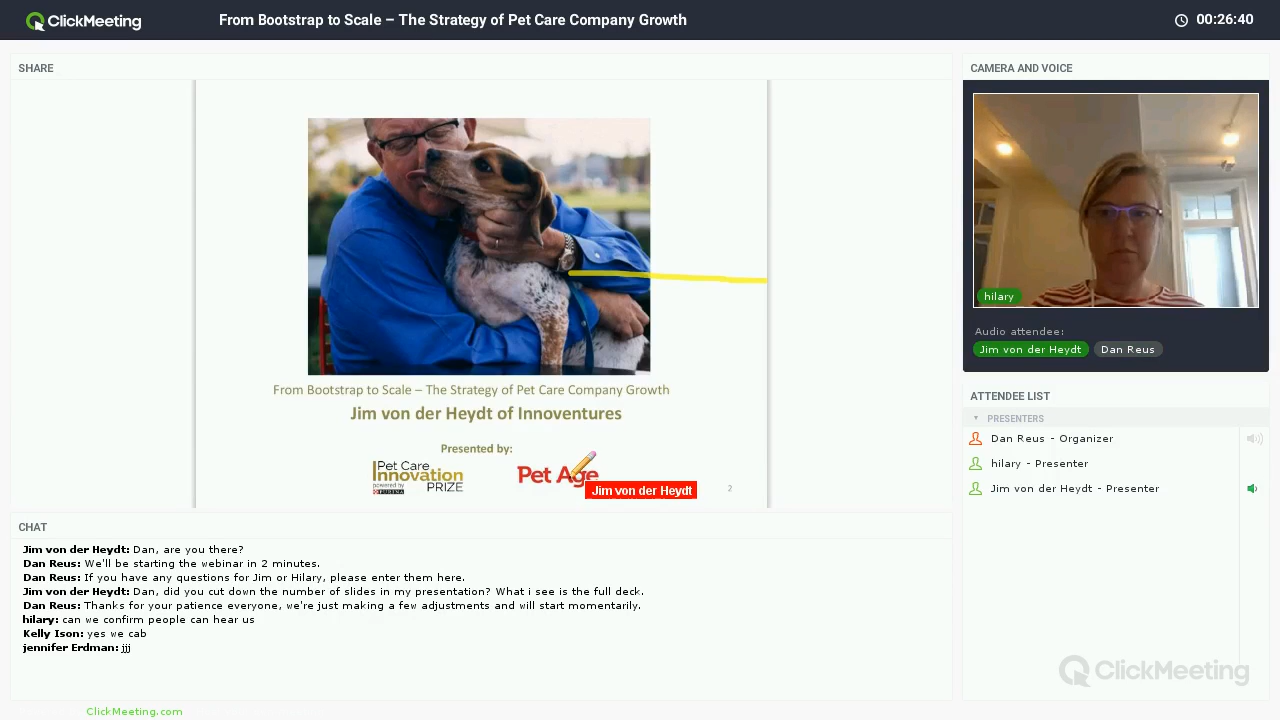 ClickMeeting
From Bootstrap to Scale – The Strategy of Pet Care Company Growth
00:26:40
SHARE
From Bootstrap to Scale – The Strategy of Pet Care Company Growth
Jim von der Heydt of Innoventures
Presented by:
Pet Care
Innovation
powered by PRIZE
PURINA
Pet Age
Jim von der Heydt
2
CHAT
Jim von der Heydt: Dan, are you there?
Dan Reus: We'll be starting the webinar in 2 minutes.
Dan Reus: If you have any questions for Jim or Hilary, please enter them here.
Jim von der Heydt: Dan, did you cut down the number of slides in my presentation? What i see is the full deck.
Dan Reus: Thanks for your patience everyone, we're just making a few adjustments and will start momentarily.
hilary: can we confirm people can hear us
Kelly Ison: yes we cab
jennifer Erdman: jjj
ClickMeeting.com
CAMERA AND VOICE
hilary
Audio attendee:
Jim von der Heydt Dan Reus
ATTENDEE LIST
PRESENTERS
Dan Reus - Organizer
hilary - Presenter
Jim von der Heydt - Presenter
ClickMeeting